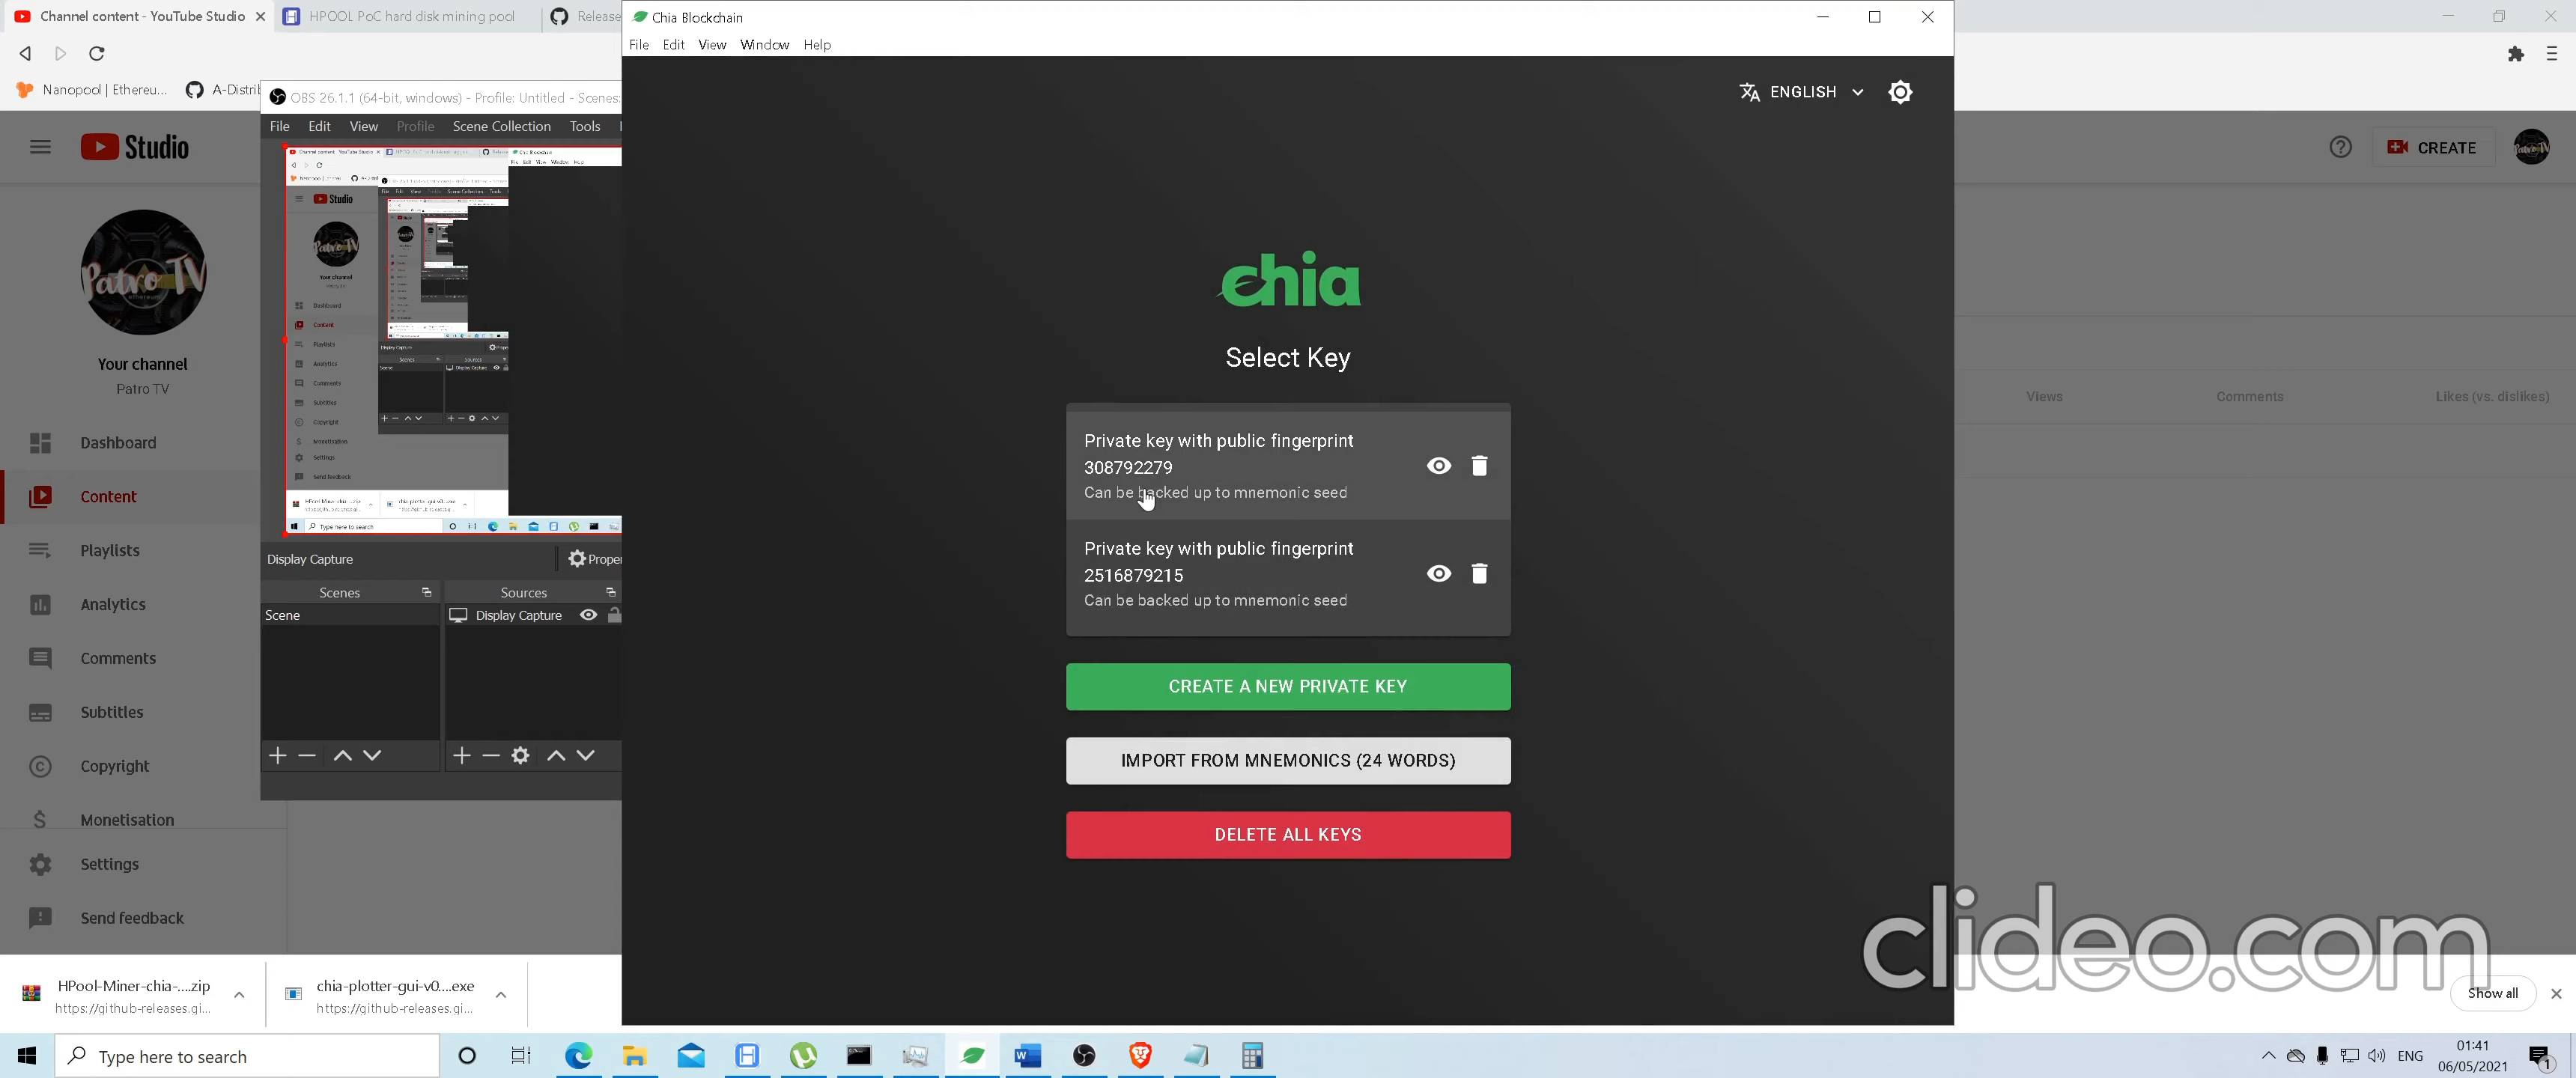 Channel content - YouTube Studio
HPOOL PoC hard disk mining pool
Release
Chia Blockchain
File Edit View Window Help
Nanopool | Ethereu...
A-Distrib
OBS 26.1.1 (64-bit, windows) - Profile: Untitled - Scenes:
File Edit View Profile Scene Collection Tools
ENGLISH
Studio
CREATE
Patro TV
Your channel
Patro TV
Dashboard
Content
Playlists
Analytics
Comments
Subtitles
Copyright
Monetisation
Settings
Send feedback
Display Capture
Proper
Scenes
Sources
Scene
Display Capture
chia
Select Key
Private key with public fingerprint
308792279
Can be backed up to mnemonic seed
Private key with public fingerprint
2516879215
Can be backed up to mnemonic seed
CREATE A NEW PRIVATE KEY
IMPORT FROM MNEMONICS (24 WORDS)
DELETE ALL KEYS
Views
Comments
Likes (vs. dislikes)
clideo.com
HPool-Miner-chia-....zip
https://github-releases.gi...
chia-plotter-gui-v0....exe
https://github-releases.gi...
Show all
Type here to search
ENG
01:41
06/05/2021
1